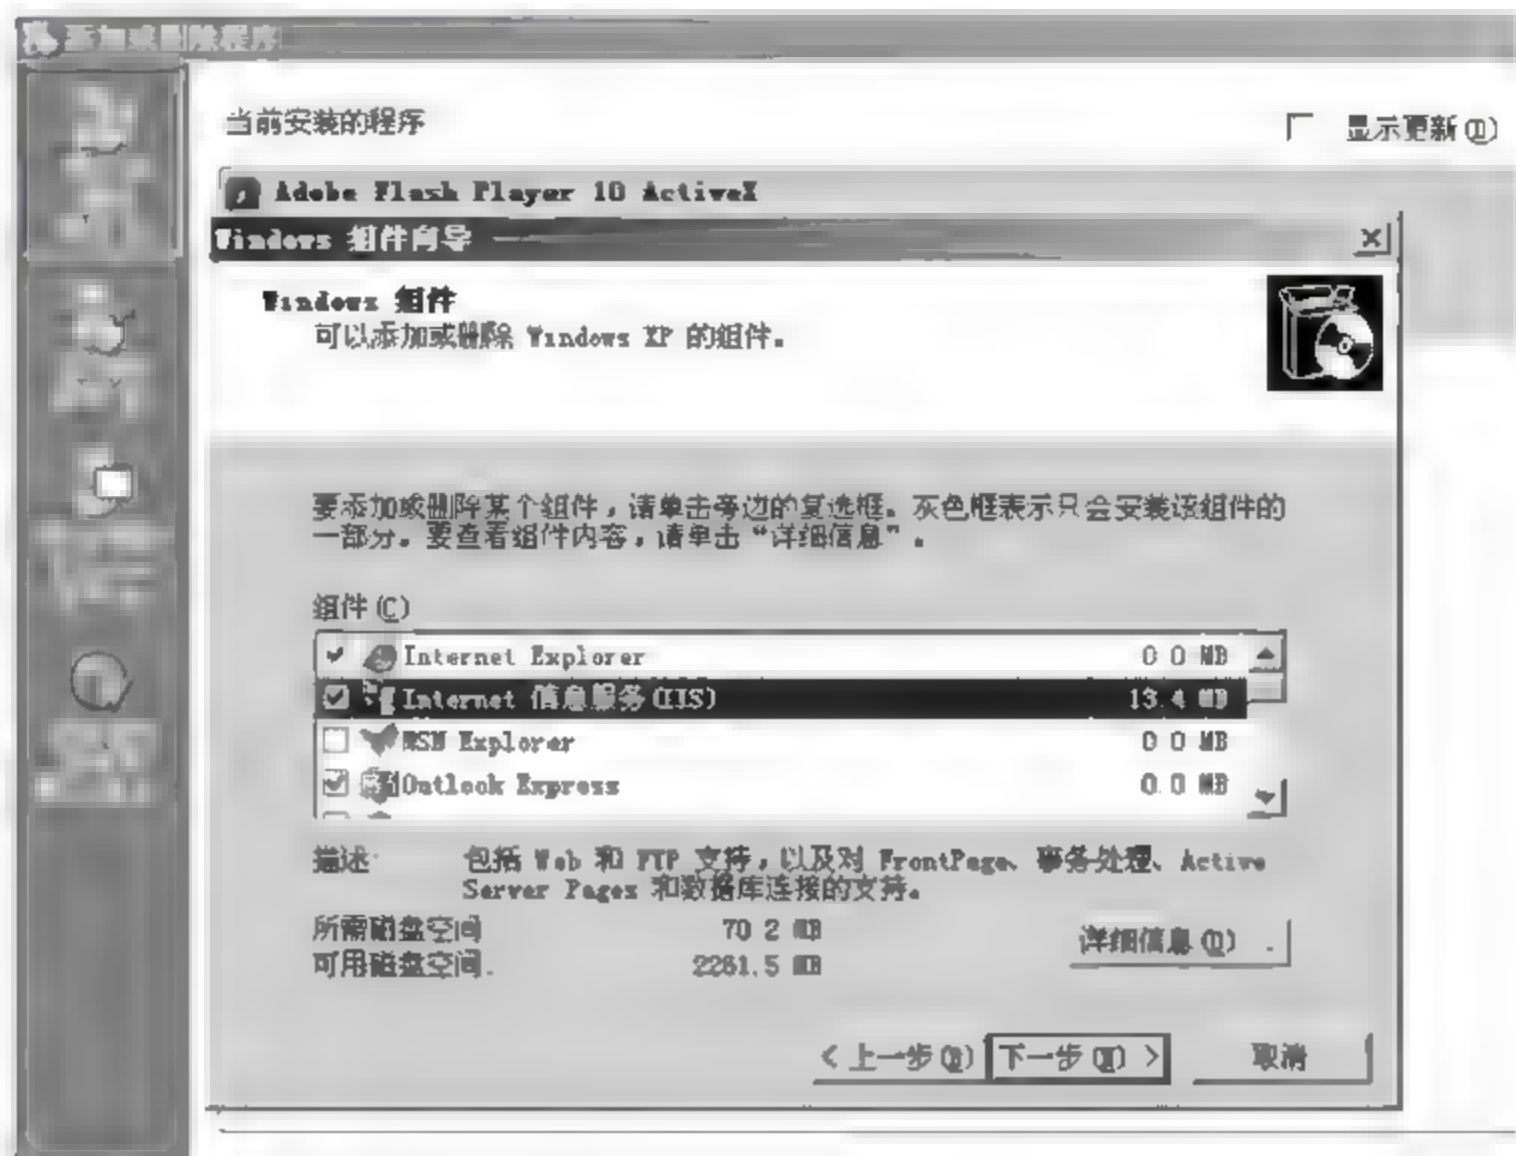 添加或删除程序
当前安装的程序
显示更新(D)
Adobe Flash Player 10 ActiveX
Windows 组件向导
Windows 组件
可以添加或删除 Windows XP 的组件。
要添加或删除某个组件，请单击旁边的复选框。灰色框表示只会安装该组件的
一部分。要查看组件内容，请单击“详细信息”。
组件(C)
Internet Explorer 0.0 MB
Internet 信息服务(IIS) 13.4 MB
MSN Explorer 0.0 MB
Outlook Express 0.0 MB
描述: 包括 Web 和 FTP 支持，以及对 FrontPage、事务处理、Active
Server Pages 和数据库连接的支持。
所需磁盘空间 70.2 MB
可用磁盘空间: 2261.5 MB
详细信息(D)
< 上一步(B) 下一步(N) > 取消